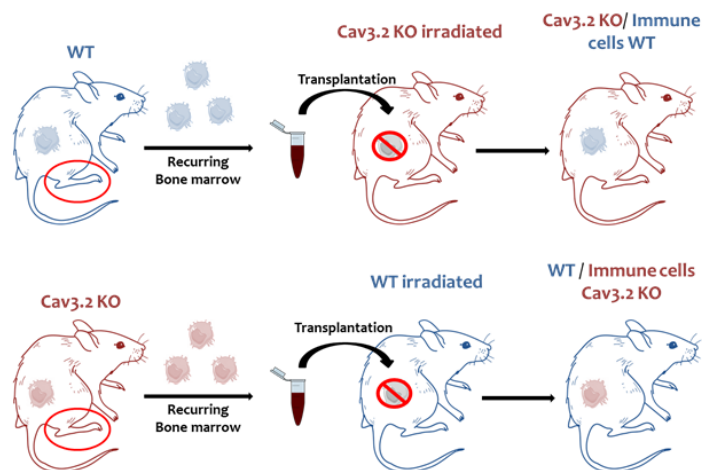 WT
Recurring
Bone marrow
Transplantation
Cav3.2 KO irradiated
Cav3.2 KO/ Immune
cells WT
Cav3.2 KO
Recurring
Bone marrow
Transplantation
WT irradiated
WT / Immune cells
Cav3.2 KO